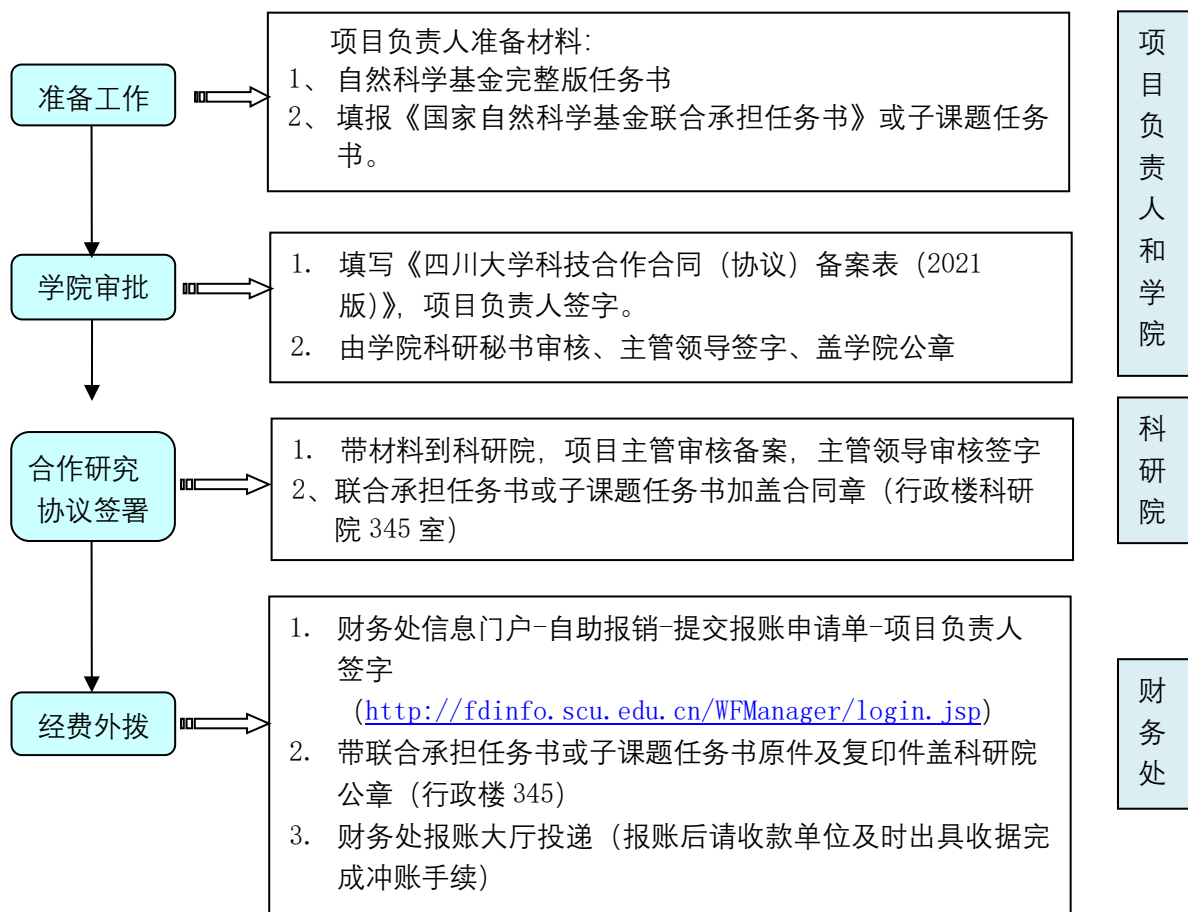 项目负责人准备材料:
1、自然科学基金完整版任务书
2、填报《国家自然科学基金联合承担任务书》或子课题任务
书。
准备工作
1. 填写《四川大学科技合作合同（协议）备案表（2021
版）》，项目负责人签字。
2. 由学院科研秘书审核、主管领导签字、盖学院公章
学院审批
项目负责人和学院
1. 带材料到科研院，项目主管审核备案，主管领导审核签字
2、联合承担任务书或子课题任务书加盖合同章（行政楼科研
院 345 室）
合作研究
协议签署
科研院
1. 财务处信息门户-自助报销-提交报账申请单-项目负责人
签字
（http://fdinfo.scu.edu.cn/WFManager/login.jsp）
2. 带联合承担任务书或子课题任务书原件及复印件盖科研院
公章（行政楼 345）
3. 财务处报账大厅投递（报账后请收款单位及时出具收据完
成冲账手续）
经费外拨
财务处